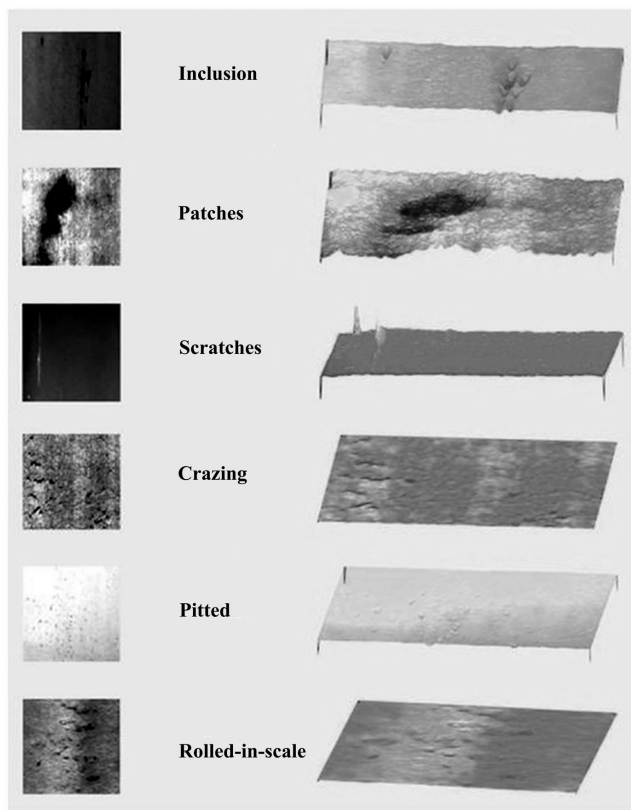 Inclusion
Patches
Scratches
Crazing
Pitted
Rolled-in-scale